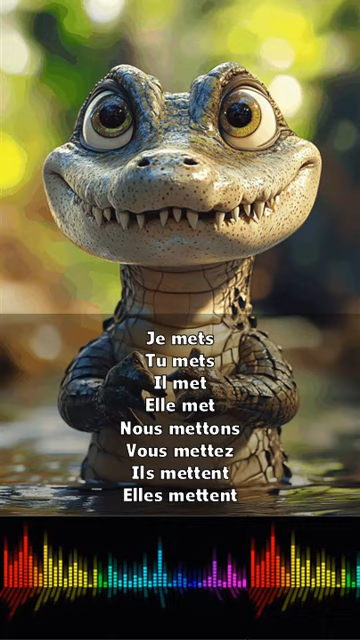 Je mets
Tu mets
Il met
Elle met
Nous mettons
Vous mettez
Ils mettent
Elles mettent